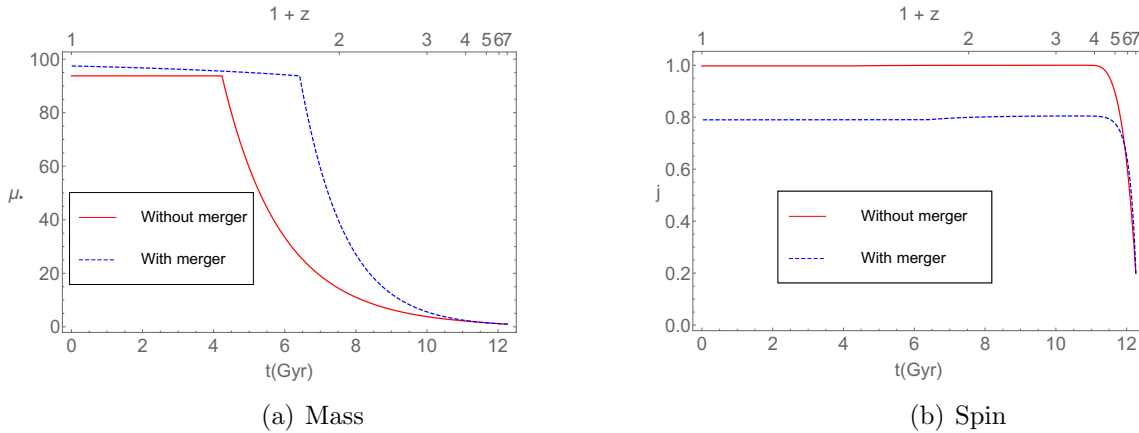 1 + z
1 2 3 4 5 6 7
100
80
60
40
20
0
μ•
Without merger
With merger
0 2 4 6 8 10 12
t(Gyr)
(a) Mass
1 + z
1 2 3 4 5 6 7
1.0
0.8
0.6
0.4
0.2
0.0
j
Without merger
With merger
0 2 4 6 8 10 12
t(Gyr)
(b) Spin